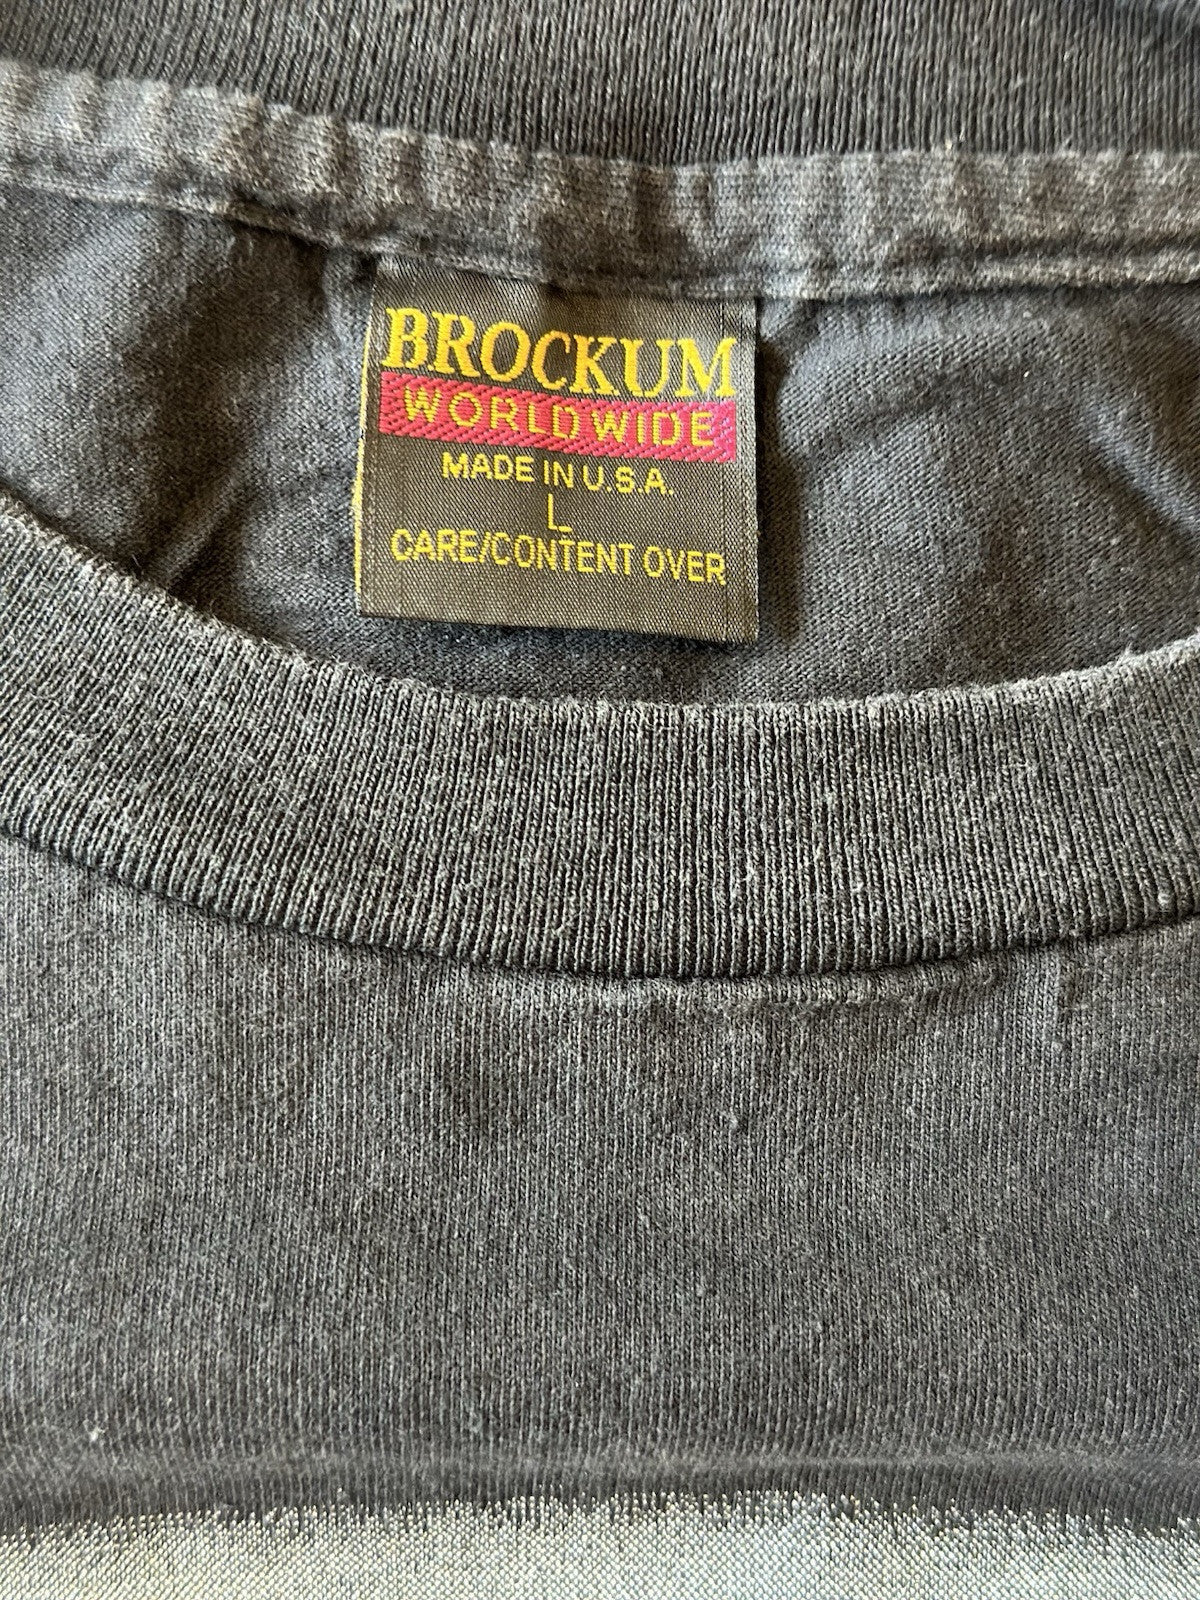 BROCKUM
WORLDWIDE
MADE IN U.S.A.
L
CARE/CONTENT OVER